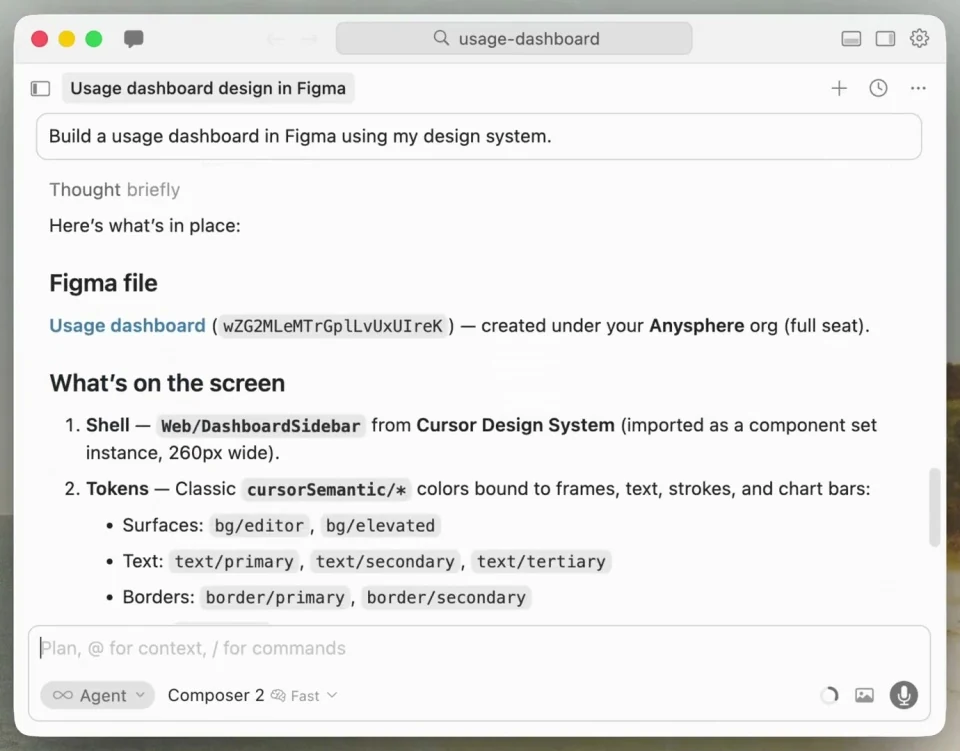 usage-dashboard
Usage dashboard design in Figma
Build a usage dashboard in Figma using my design system.
Thought briefly
Here’s what’s in place:
Figma file
Usage dashboard (wZG2MLeMTrGplLvUxUIreK) — created under your Anysphere org (full seat).
What’s on the screen
1. Shell — Web/DashboardSidebar from Cursor Design System (imported as a component set
instance, 260px wide).
2. Tokens — Classic cursorSemantic/* colors bound to frames, text, strokes, and chart bars:
• Surfaces: bg/editor, bg/elevated
• Text: text/primary, text/secondary, text/tertiary
• Borders: border/primary, border/secondary
Plan, @ for context, / for commands
Agent Composer 2 Fast